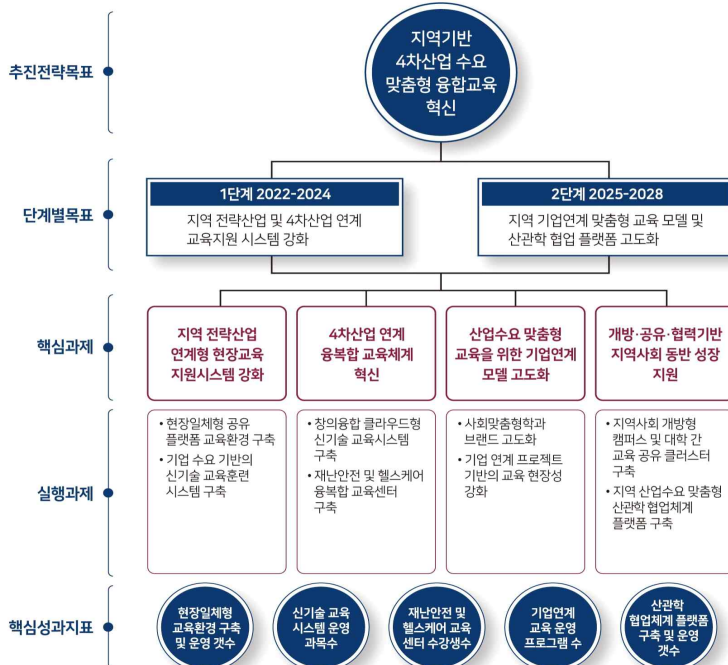 추진전략목표
지역기반
4차산업 수요
맞춤형 융합교육
혁신
단계별목표
1단계 2022-2024
지역 전략산업 및 4차산업 연계
교육지원 시스템 강화
2단계 2025-2028
지역 기업연계 맞춤형 교육 모델 및
산관학 협업 플랫폼 고도화
핵심과제
지역 전략산업
연계형 현장교육
지원시스템 강화
4차산업 연계
융복합 교육체계
혁신
산업수요 맞춤형
교육을 위한 기업연계
모델 고도화
개방·공유·협력기반
지역사회 동반 성장
지원
실행과제
• 현장일체형 공유
플랫폼 교육환경 구축
• 기업 수요 기반의
신기술 교육훈련
시스템 구축
• 창의융합 클라우드형
신기술 교육시스템
구축
• 재난안전 및 헬스케어
융복합 교육센터
구축
• 사회맞춤형학과
브랜드 고도화
• 기업 연계 프로젝트
기반의 교육 현장성
강화
• 지역사회 개방형
캠퍼스 및 대학 간
교육 공유 클러스터
구축
• 지역 산업수요 맞춤형
산관학 협업체계
플랫폼 구축
핵심성과지표
현장일체형
교육환경 구축
및 운영 갯수
신기술 교육
시스템 운영
과목수
재난안전 및
헬스케어 교육
센터 수강생수
기업연계
교육 운영
프로그램 수
산관학
협업체계 플랫폼
구축 및 운영
갯수